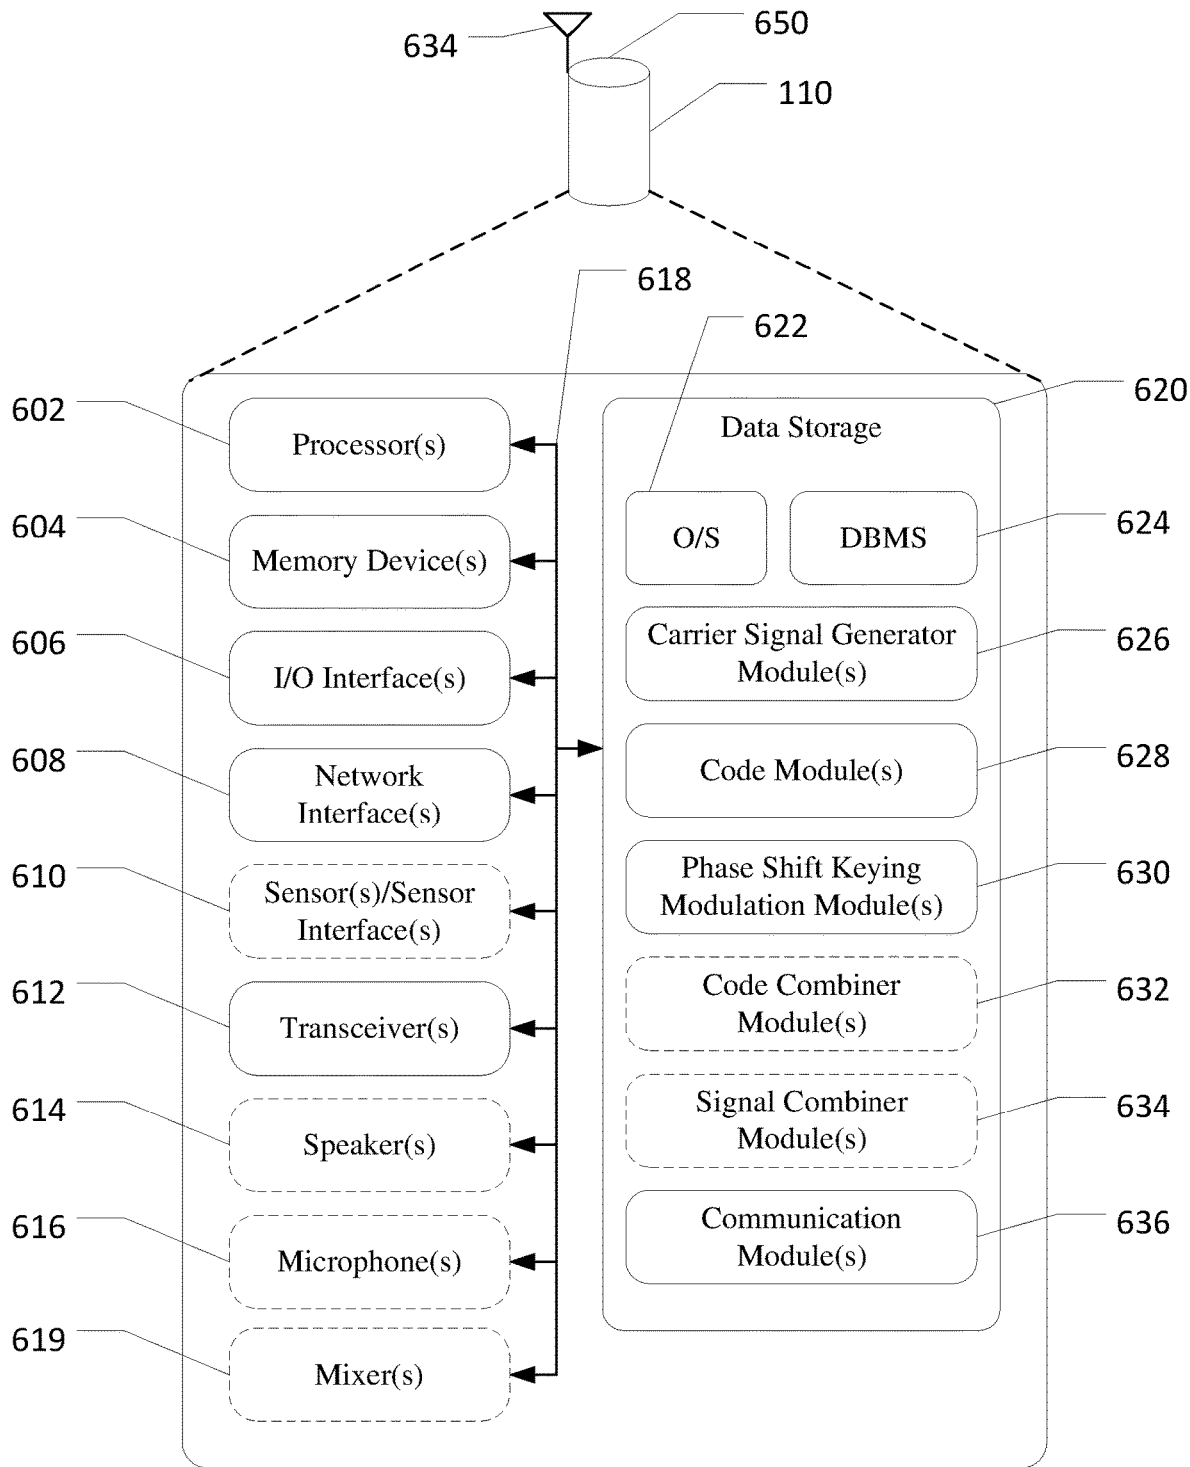 634
650
110
618
622
620
602
Processor(s)
Data Storage
604
Memory Device(s)
O/S
DBMS
624
606
I/O Interface(s)
Carrier Signal Generator
Module(s)
626
608
Network
Interface(s)
Code Module(s)
628
610
Sensor(s)/Sensor
Interface(s)
Phase Shift Keying
Modulation Module(s)
630
612
Transceiver(s)
Code Combiner
Module(s)
632
614
Speaker(s)
Signal Combiner
Module(s)
634
616
Microphone(s)
Communication
Module(s)
636
619
Mixer(s)